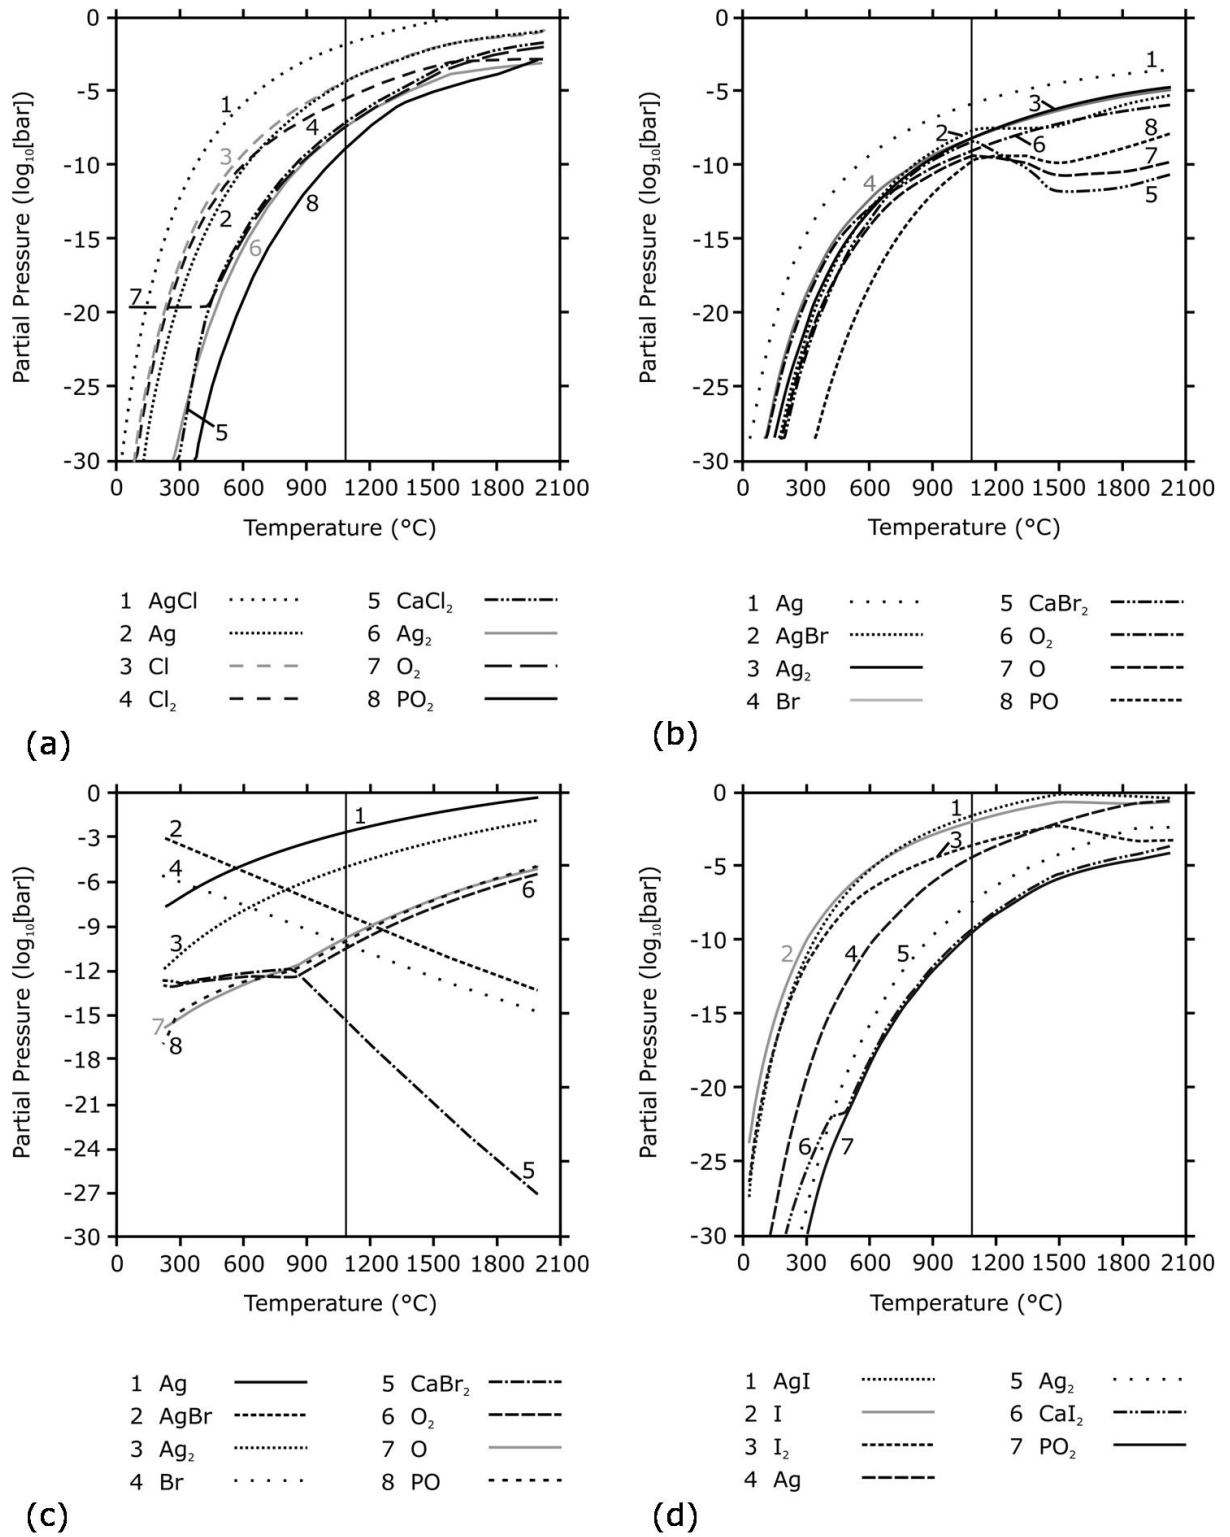 0
-5
-10
-15
-20
-25
-30
Partial Pressure (log₁₀[bar])
1
3
4
2
8
6
7
5
0 300 600 900 1200 1500 1800 2100
Temperature (°C)
1 AgCl
2 Ag
3 Cl
4 Cl₂
5 CaCl₂
6 Ag₂
7 O₂
8 PO₂
(a)
0
-5
-10
-15
-20
-25
-30
Partial Pressure (log₁₀[bar])
1
3
2
6
8
4
7
5
0 300 600 900 1200 1500 1800 2100
Temperature (°C)
1 Ag
2 AgBr
3 Ag₂
4 Br
5 CaBr₂
6 O₂
7 O
8 PO
(b)
0
-3
-6
-9
-12
-15
-18
-21
-24
-27
-30
Partial Pressure (log₁₀[bar])
1
2
4
6
3
7
8
5
0 300 600 900 1200 1500 1800 2100
Temperature (°C)
1 Ag
2 AgBr
3 Ag₂
4 Br
5 CaBr₂
6 O₂
7 O
8 PO
(c)
0
-5
-10
-15
-20
-25
-30
Partial Pressure (log₁₀[bar])
1
3
2
4
5
6
7
0 300 600 900 1200 1500 1800 2100
Temperature (°C)
1 AgI
2 I
3 I₂
4 Ag
5 Ag₂
6 CaI₂
7 PO₂
(d)